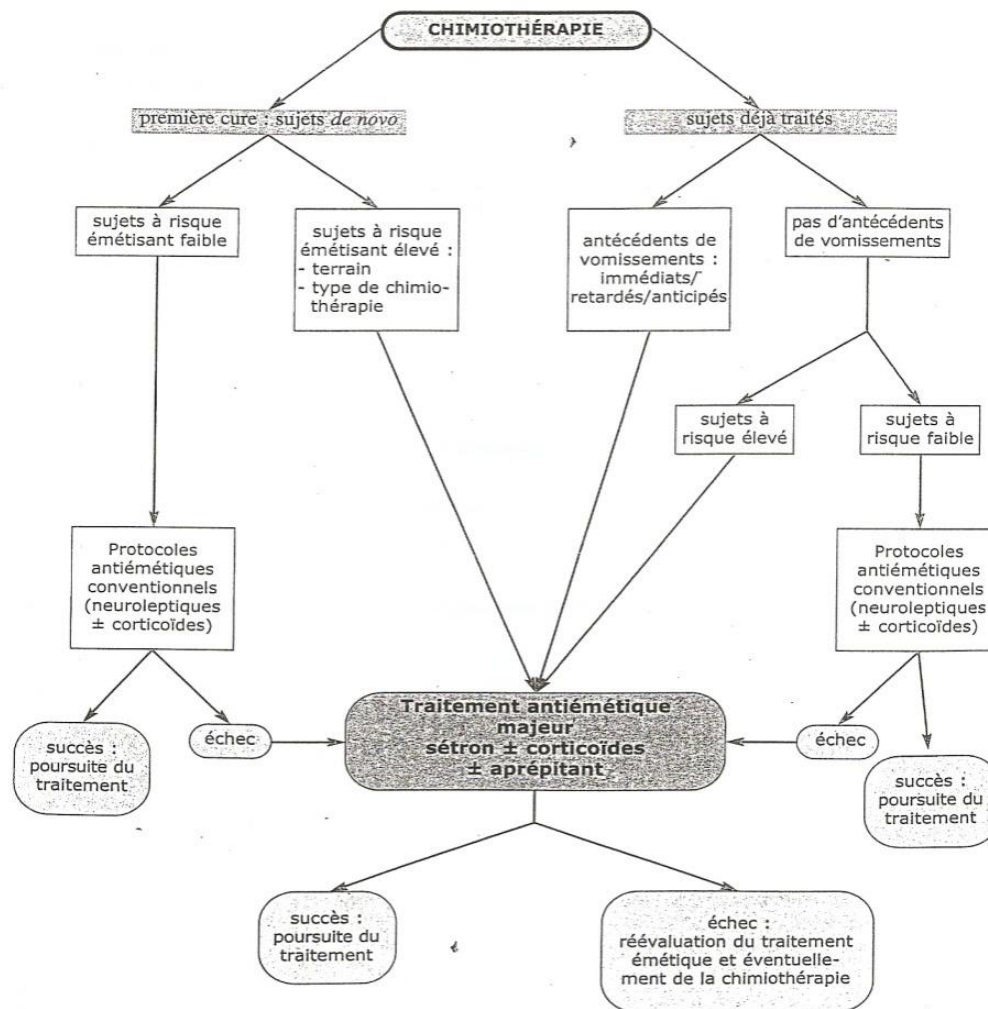 CHIMIOTHÉRAPIE
première cure : sujets de novo
sujets déjà traités
sujets à risque
émétisant faible
sujets à risque
émétisant élevé :
- terrain
- type de chimio-
thérapie
antécédents de
vomissements :
immédiats/
retardés/anticipés
pas d'antécédents
de vomissements
sujets à
risque élevé
sujets à
risque faible
Protocoles
antiémétiques
conventionnels
(neuroleptiques
± corticoïdes)
Protocoles
antiémétiques
conventionnels
(neuroleptiques
± corticoïdes)
succès :
poursuite du
traitement
échec
Traitement antiémétique
majeur
sétron ± corticoïdes
± aprépitant
échec
succès :
poursuite du
traitement
succès :
poursuite du
traitement
échec :
réévaluation du traitement
émétique et éventuelle-
ment de la chimiothérapie